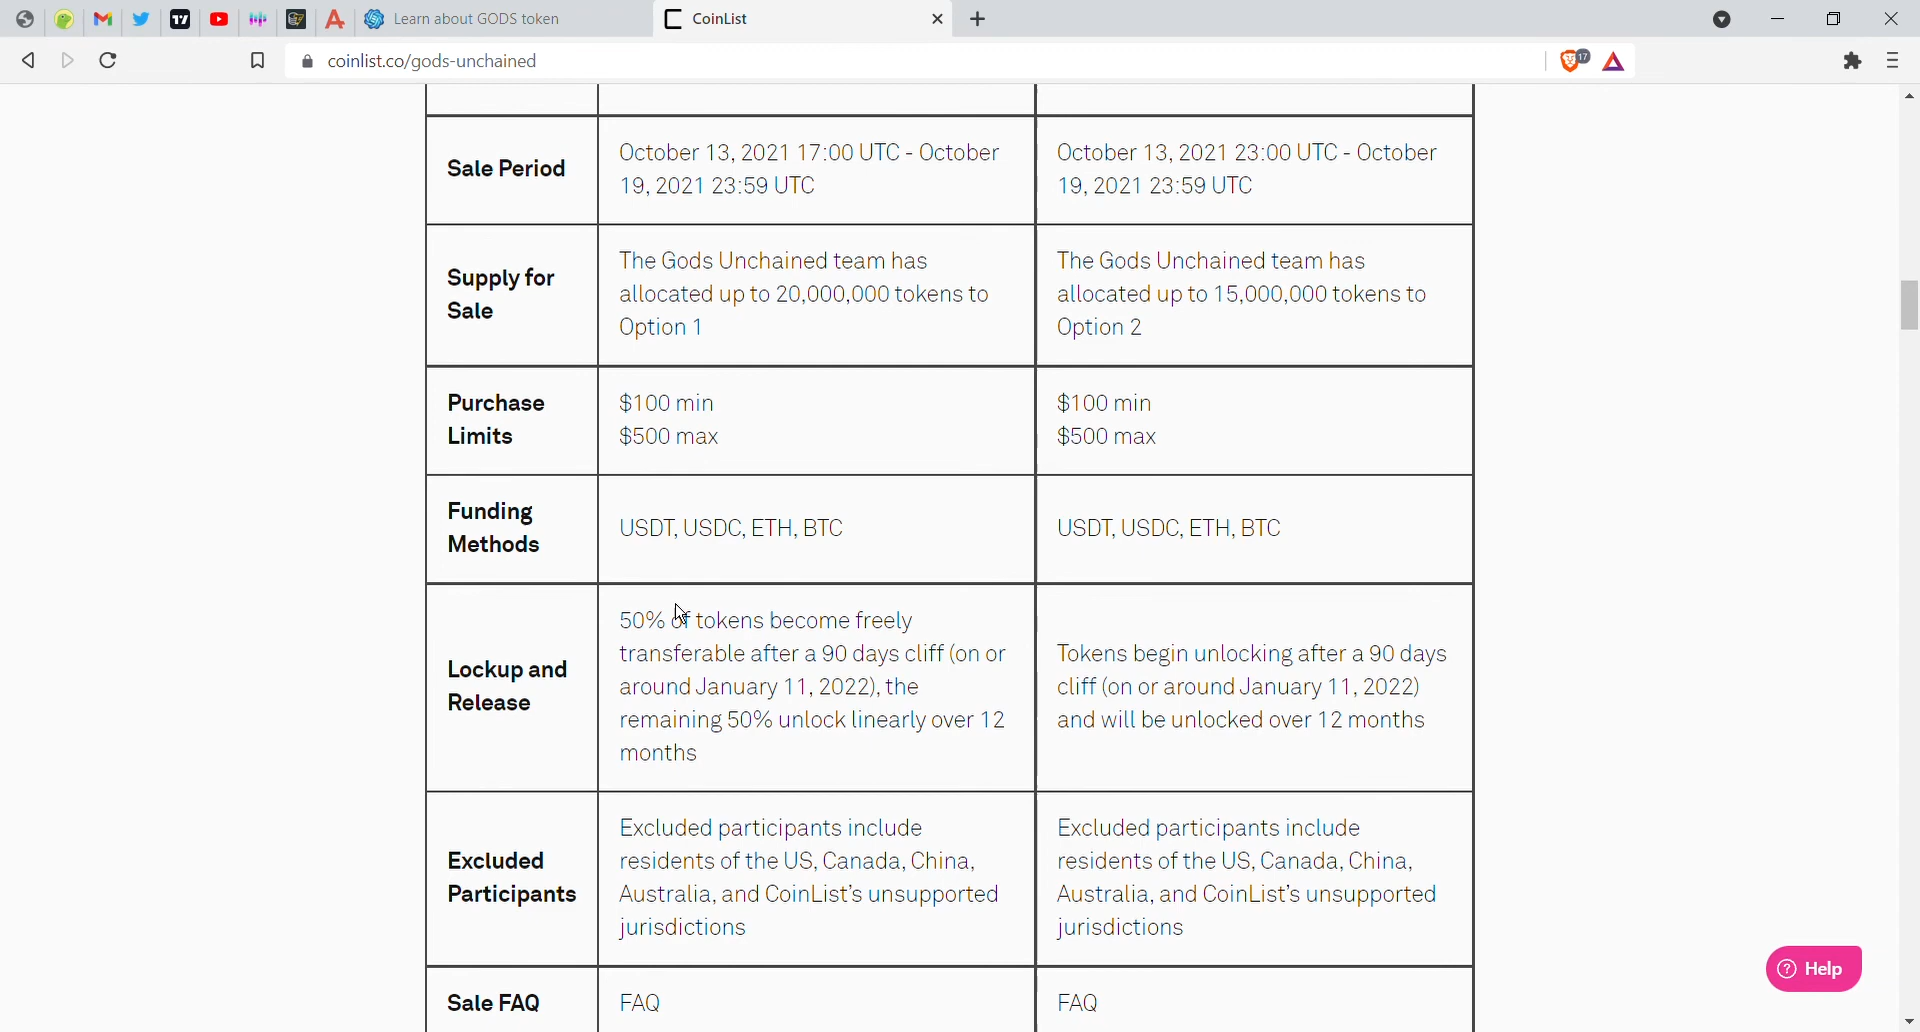 Learn about GODS token
CoinList
coinlist.co/gods-unchained
17
Sale Period
October 13, 2021 17:00 UTC - October
19, 2021 23:59 UTC
October 13, 2021 23:00 UTC - October
19, 2021 23:59 UTC
Supply for
Sale
The Gods Unchained team has
allocated up to 20,000,000 tokens to
Option 1
The Gods Unchained team has
allocated up to 15,000,000 tokens to
Option 2
Purchase
Limits
$100 min
$500 max
$100 min
$500 max
Funding
Methods
USDT, USDC, ETH, BTC
USDT, USDC, ETH, BTC
Lockup and
Release
50% of tokens become freely
transferable after a 90 days cliff (on or
around January 11, 2022), the
remaining 50% unlock linearly over 12
months
Tokens begin unlocking after a 90 days
cliff (on or around January 11, 2022)
and will be unlocked over 12 months
Excluded
Participants
Excluded participants include
residents of the US, Canada, China,
Australia, and CoinList’s unsupported
jurisdictions
Excluded participants include
residents of the US, Canada, China,
Australia, and CoinList’s unsupported
jurisdictions
Help
Sale FAQ
FAQ
FAQ